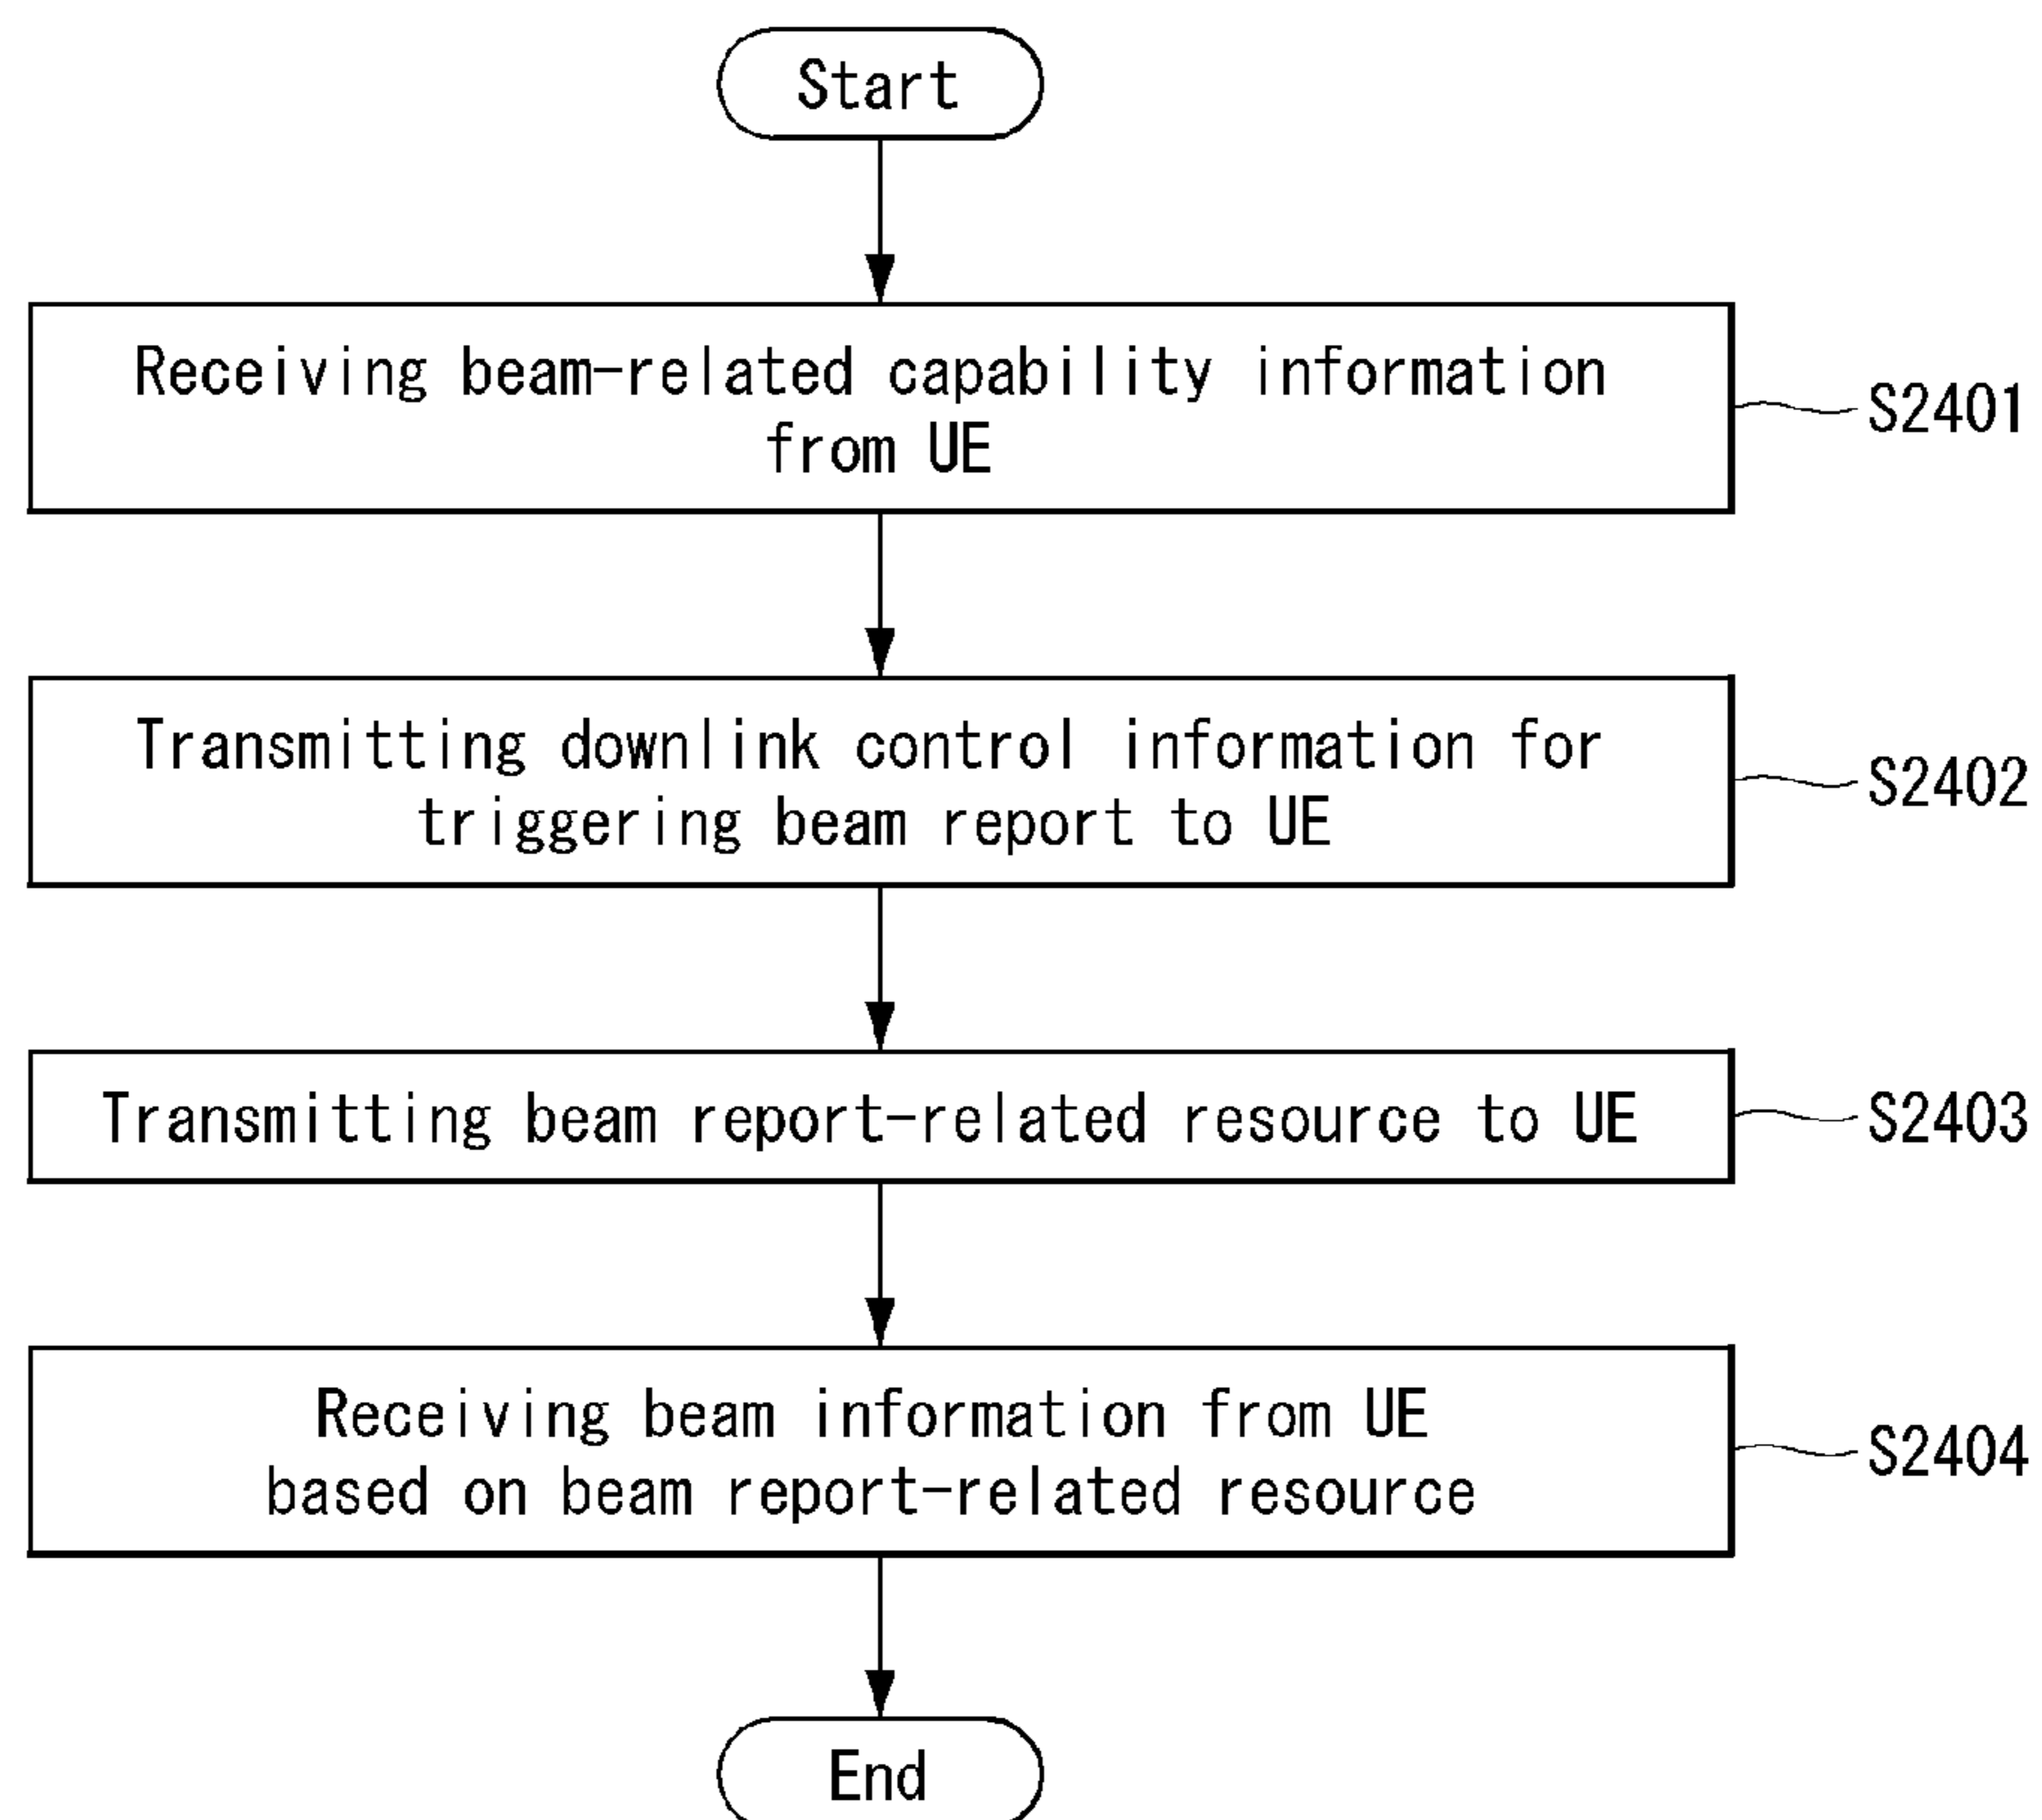 Start
Receiving beam-related capability information
from UE
S2401
Transmitting downlink control information for
triggering beam report to UE
S2402
Transmitting beam report-related resource to UE
S2403
Receiving beam information from UE
based on beam report-related resource
S2404
End